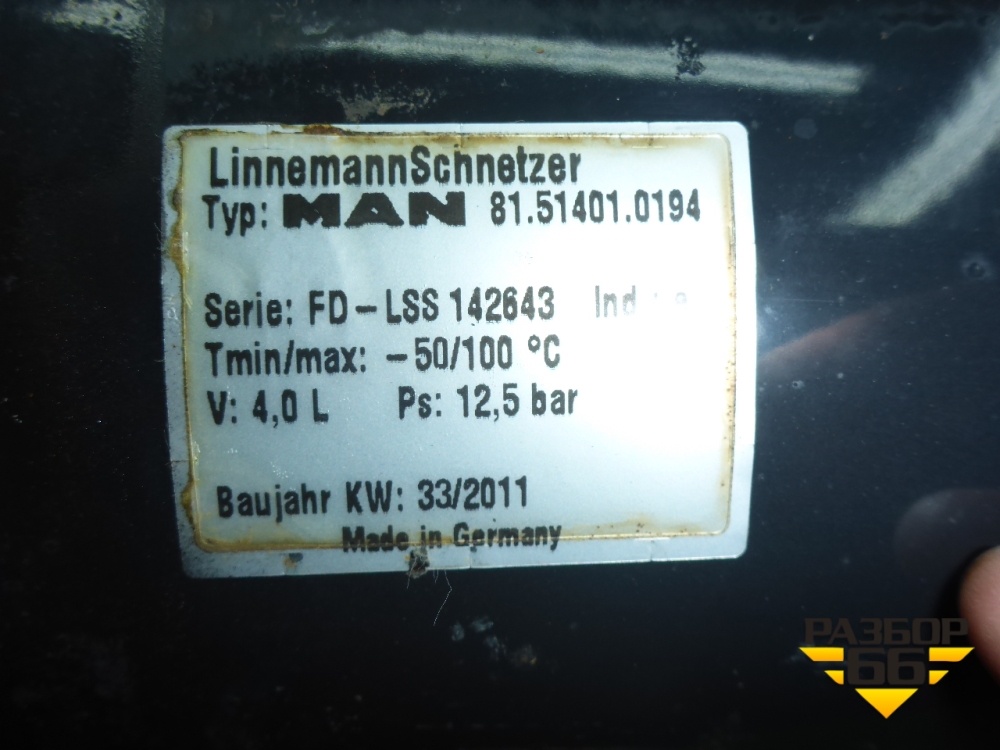 LinnemannSchnetzer
Typ: MAN 81.51401.0194
Serie: FD-LSS 142643
Tmin/max: -50/100 °C
V: 4,0 L Ps: 12,5 bar
Baujahr KW: 33/2011
Made in Germany
РАЗБОР
66